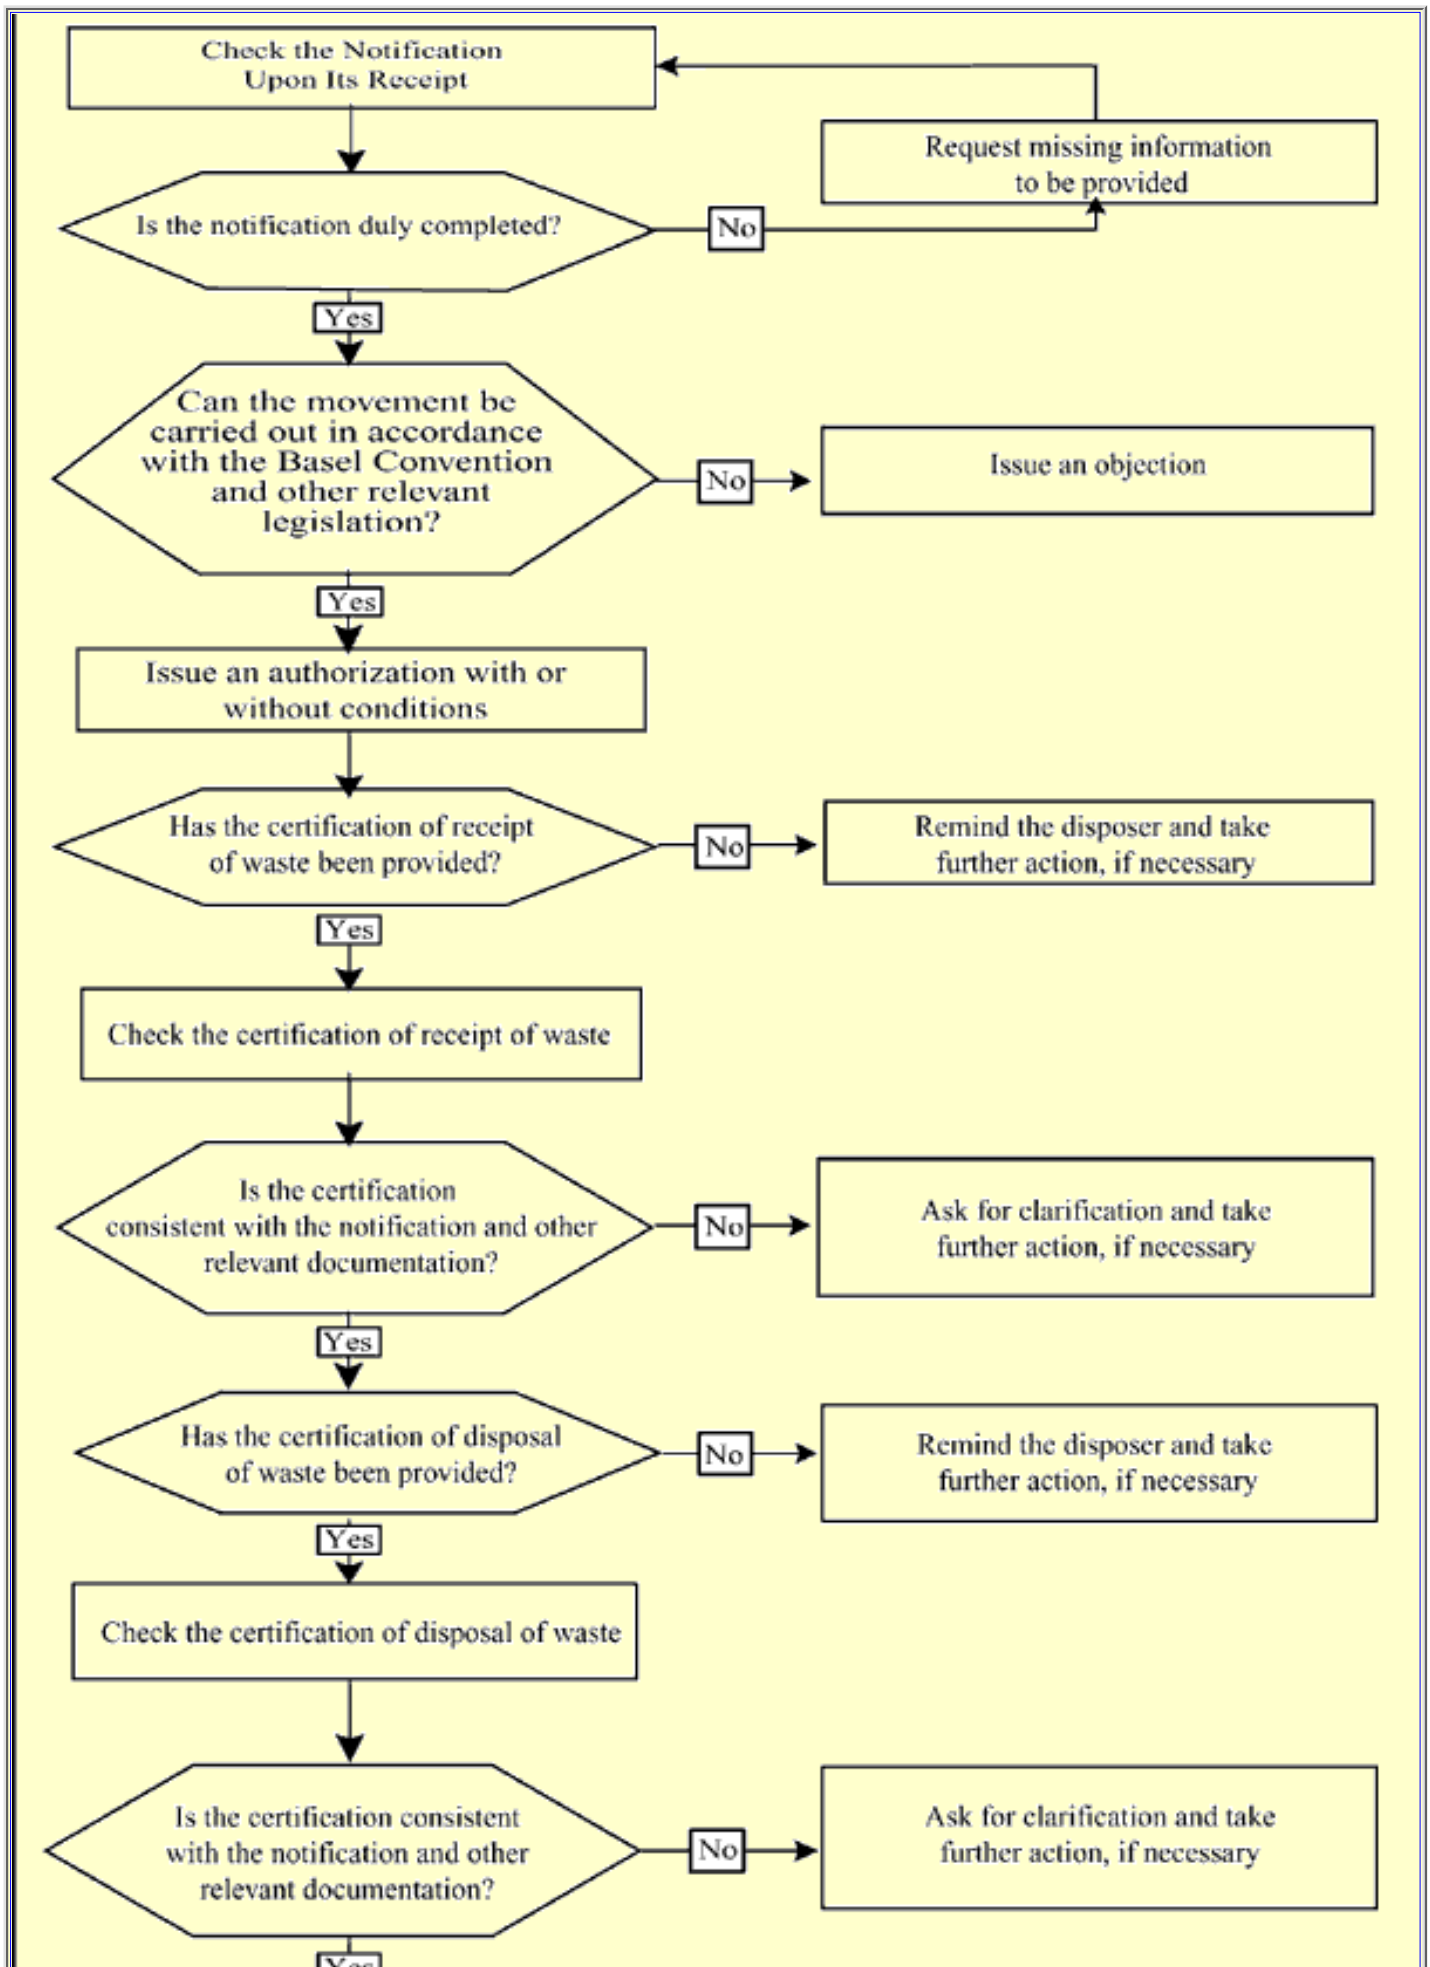 Check the Notification
Upon Its Receipt
Request missing information
to be provided
Is the notification duly completed?
No
Yes
Can the movement be
carried out in accordance
with the Basel Convention
and other relevant
legislation?
No
Issue an objection
Yes
Issue an authorization with or
without conditions
Has the certification of receipt
of waste been provided?
No
Remind the disposer and take
further action, if necessary
Yes
Check the certification of receipt of waste
Is the certification
consistent with the notification and other
relevant documentation?
No
Ask for clarification and take
further action, if necessary
Yes
Has the certification of disposal
of waste been provided?
No
Remind the disposer and take
further action, if necessary
Yes
Check the certification of disposal of waste
Is the certification consistent
with the notification and other
relevant documentation?
No
Ask for clarification and take
further action, if necessary
Yes